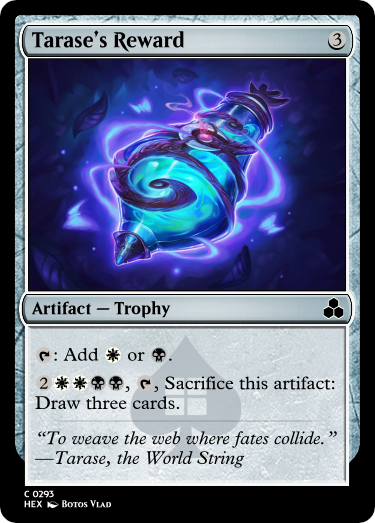 Tarase's Reward 3
Artifact — Trophy
: Add or .
2, , Sacrifice this artifact:
Draw three cards.
"To weave the web where fates collide."
—Tarase, the World String
C 0293
HEX Botos Vlad